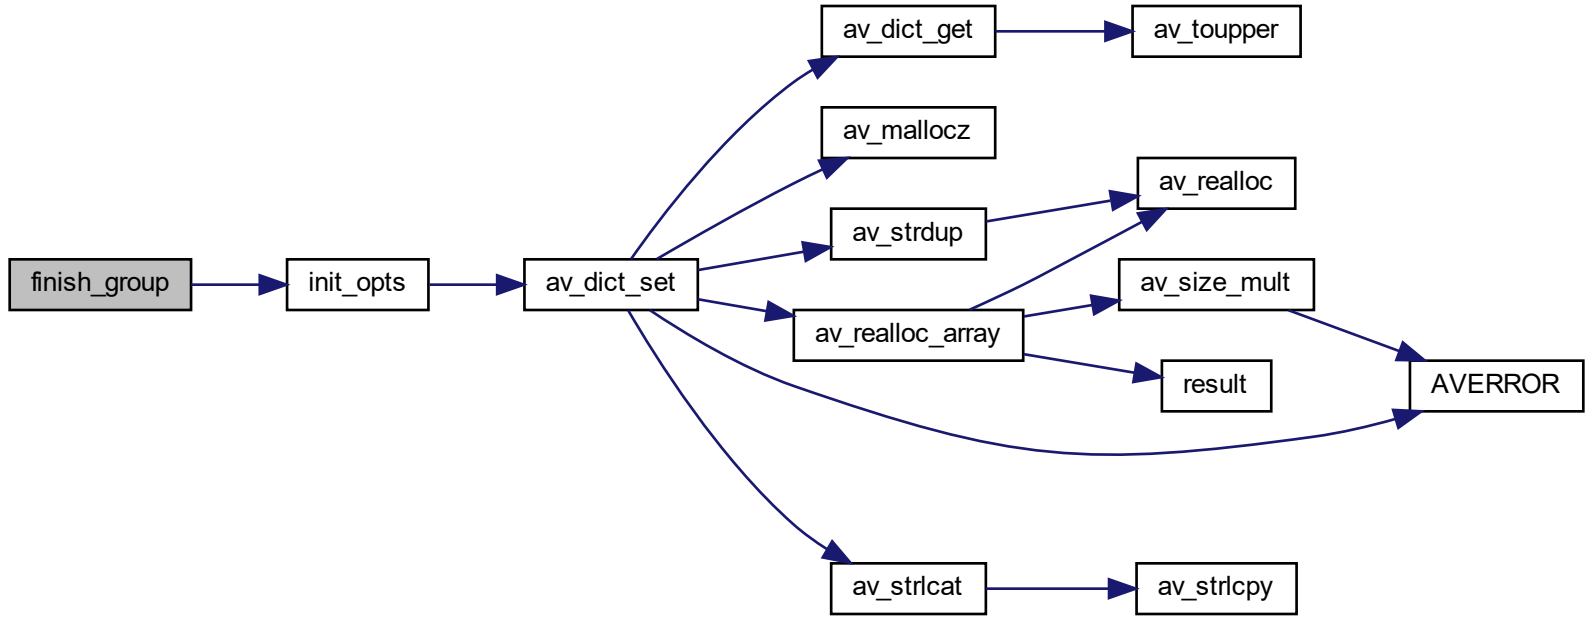 av_dict_get
av_toupper
av_mallocz
av_realloc
av_strdup
finish_group
init_opts
av_dict_set
av_size_mult
av_realloc_array
result
AVERROR
av_strlcat
av_strlcpy